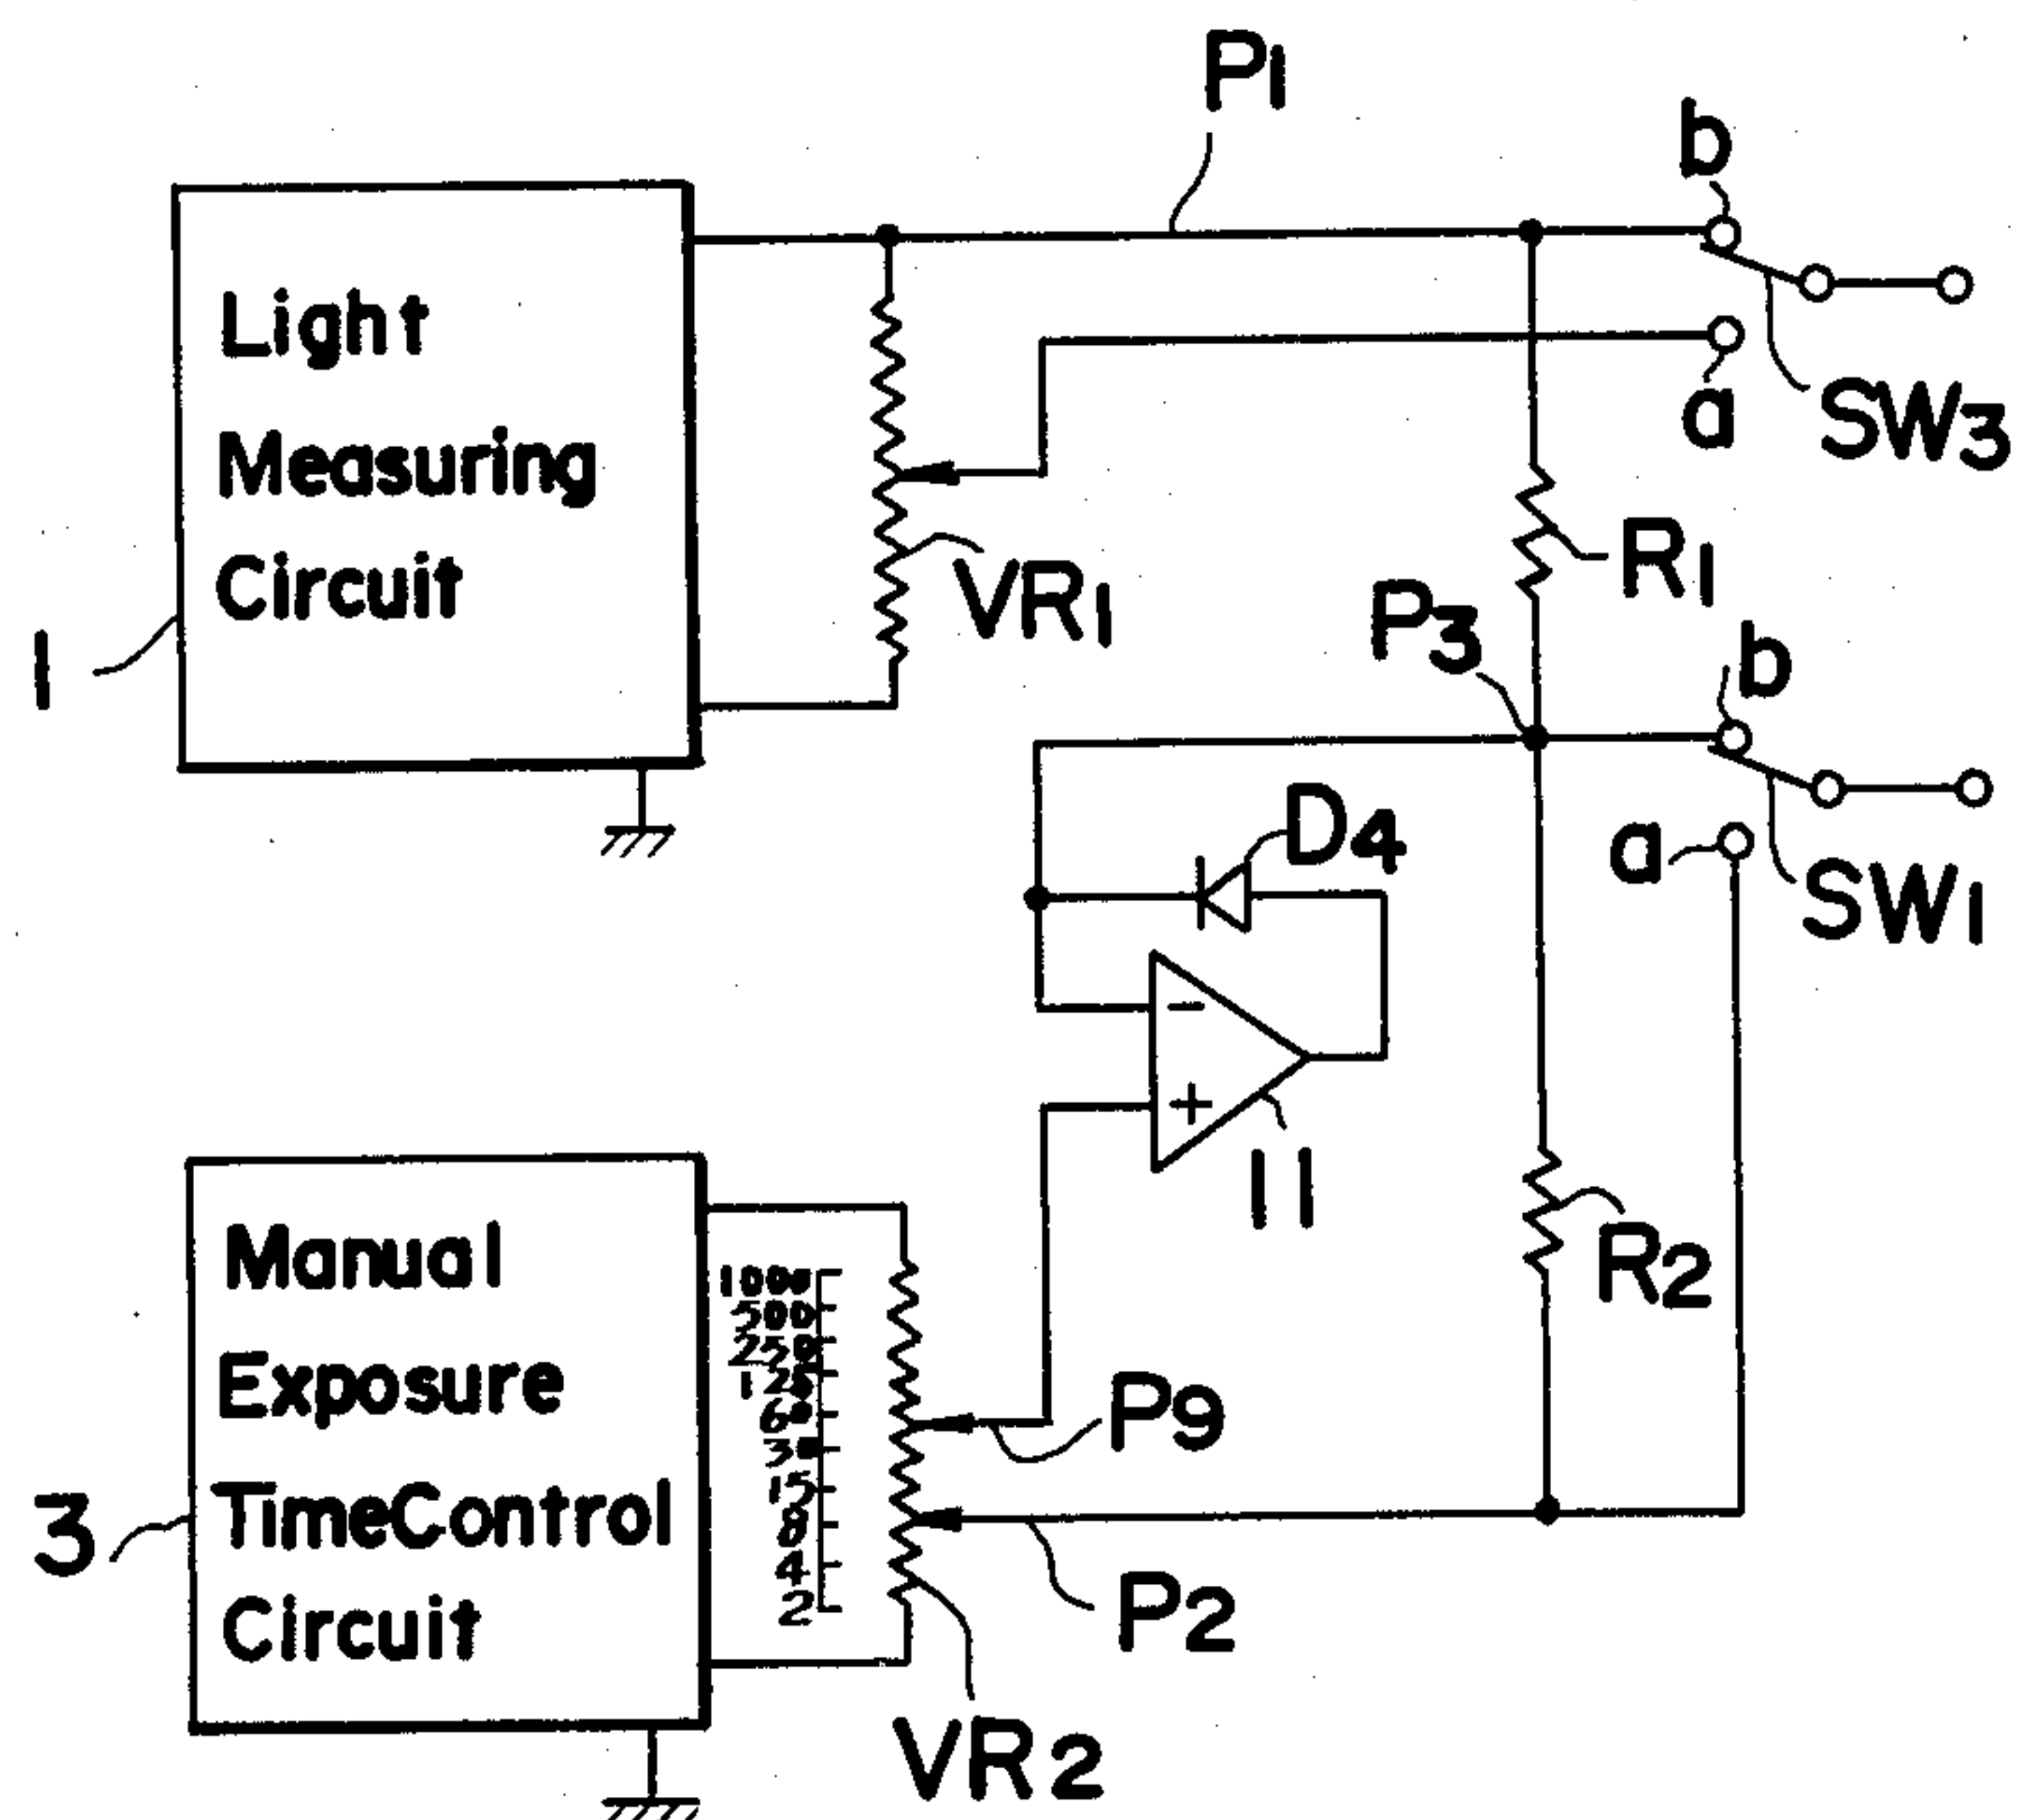 P1
b
Light
Measuring
Circuit
a
SW3
R1
VR1
P3
1
b
D4
a
SW1
11
Manual
Exposure
TimeControl
Circuit
1000
500
250
125
60
30
15
8
4
2
R2
P9
3
P2
VR2
-
+